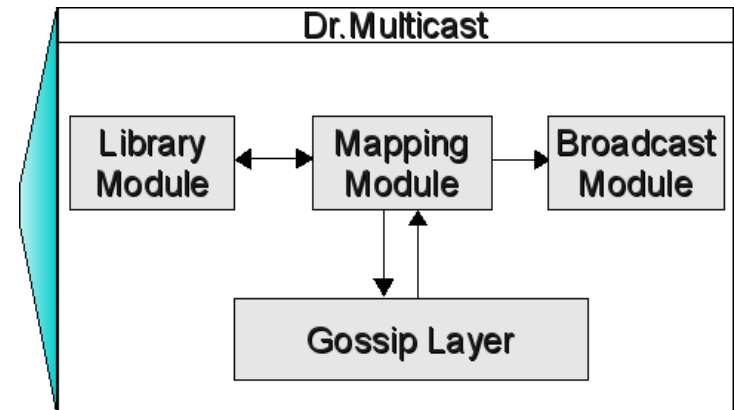 Dr.Multicast
Library
Module
Mapping
Module
Broadcast
Module
Gossip Layer